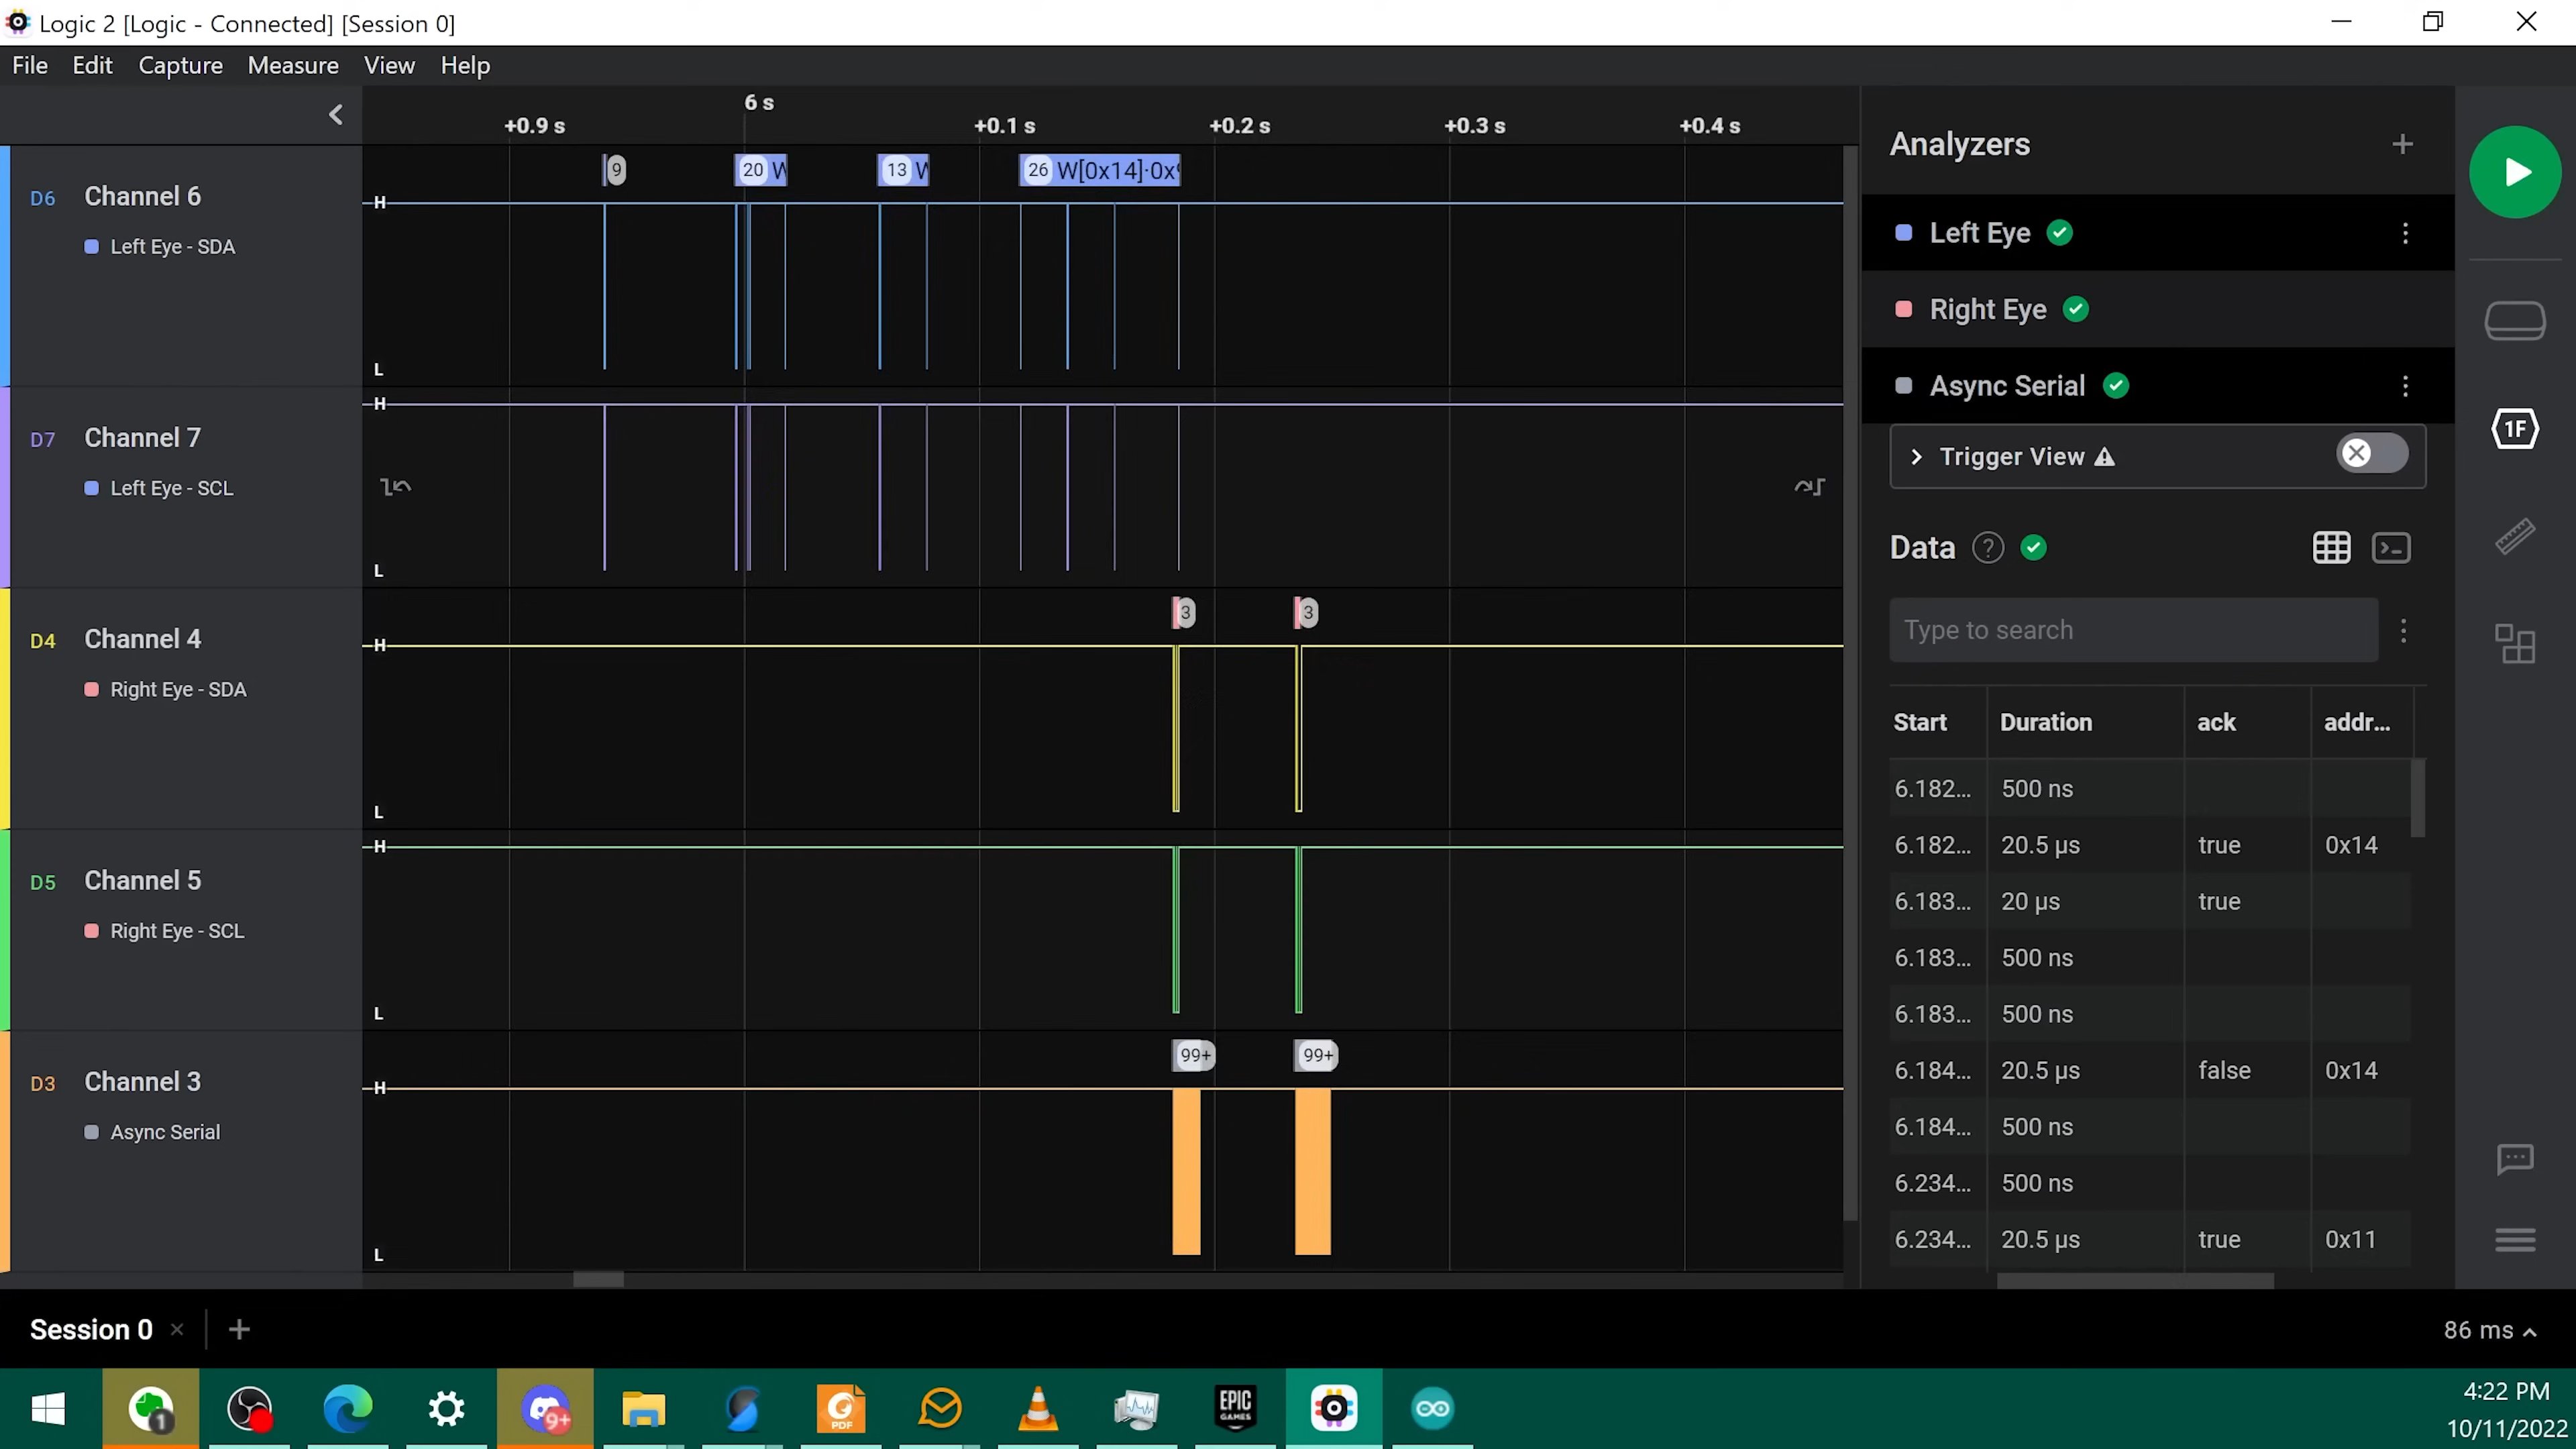 Logic 2 [Logic - Connected] [Session 0]
File Edit Capture Measure View Help
6 s
+0.9 s +0.1 s +0.2 s +0.3 s +0.4 s
D6 Channel 6
Left Eye - SDA
9 20 W 13 W 26 W[0x14]·0x
H
L
D7 Channel 7
Left Eye - SCL
H
L
D4 Channel 4
Right Eye - SDA
3 3
H
L
D5 Channel 5
Right Eye - SCL
H
L
D3 Channel 3
Async Serial
99+ 99+
H
L
Analyzers
Left Eye
Right Eye
Async Serial
Trigger View
Data ?
Type to search
Start Duration ack addr...
6.182... 500 ns
6.182... 20.5 μs true 0x14
6.183... 20 μs true
6.183... 500 ns
6.183... 500 ns
6.184... 20.5 μs false 0x14
6.184... 500 ns
6.234... 500 ns
6.234... 20.5 μs true 0x11
1F
Session 0
86 ms
1
9+
PDF
EPIC
GAMES
4:22 PM
10/11/2022